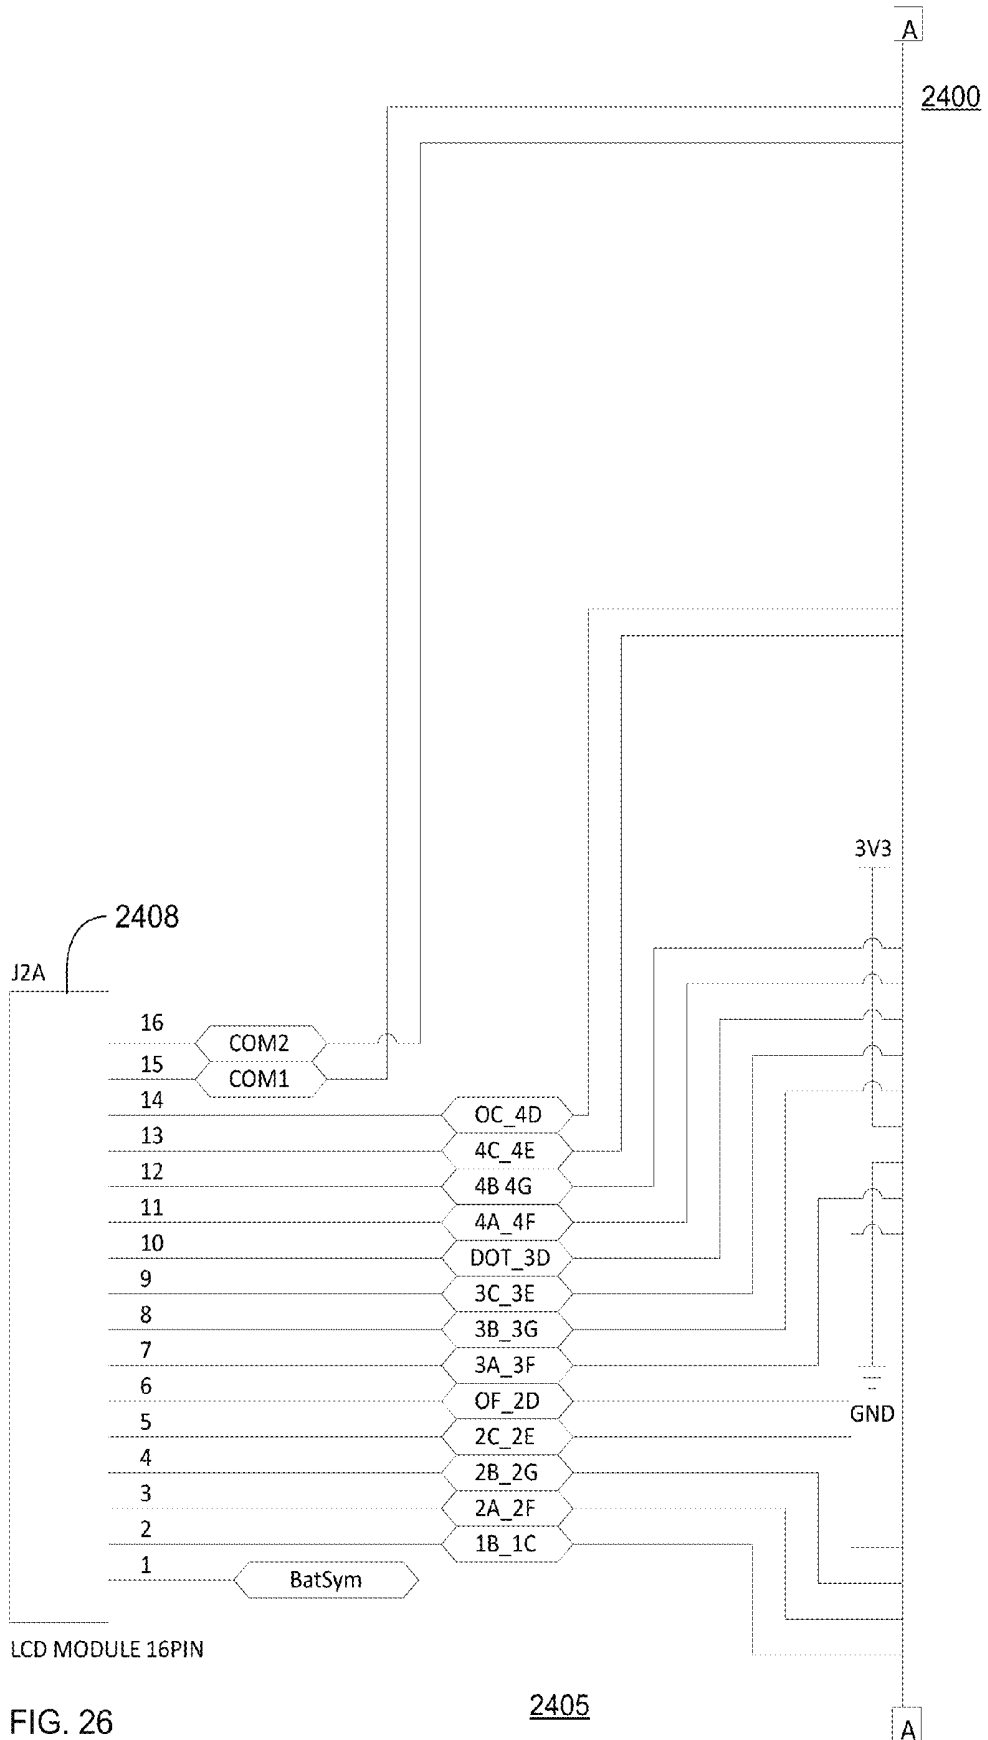 A
2400
3V3
2408
J2A
16 COM2
15 COM1
14 OC_4D
13 4C_4E
12 4B 4G
11 4A_4F
10 DOT_3D
9 3C_3E
8 3B_3G
7 3A_3F
6 OF_2D
GND
5 2C_2E
4 2B_2G
3 2A_2F
2 1B_1C
1 BatSym
LCD MODULE 16PIN
2405
FIG. 26
A